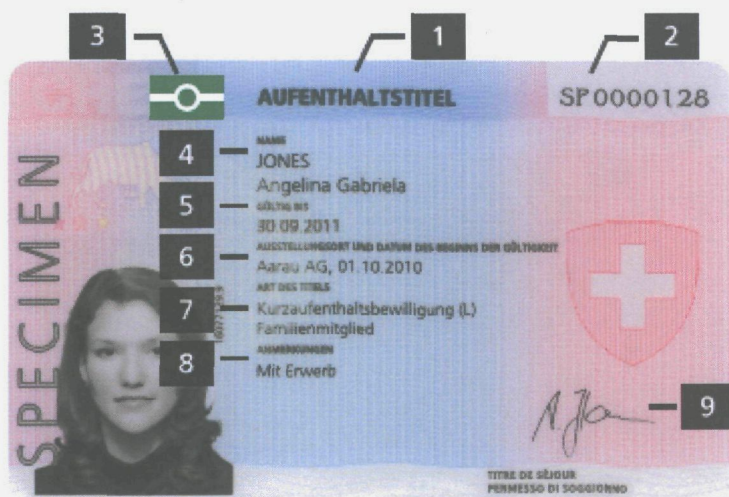 3 1 2
AUFENTHALTSTITEL SP0000128
SPECIMEN
4 NAME
JONES
Angelina Gabriela
5 GÜLTIG BIS
30.09.2011
6 AUSSTELLUNGSORT UND DATUM DES BEGINNS DER GÜLTIGKEIT
Aarau AG, 01.10.2010
ART DES TITELS
7 Kurzaufenthaltsbewilligung (L)
Familienmitglied
8 ANMERKUNGEN
Mit Erwerb
9
TITRE DE SÉJOUR
PERMESSO DI SOGGIORNO